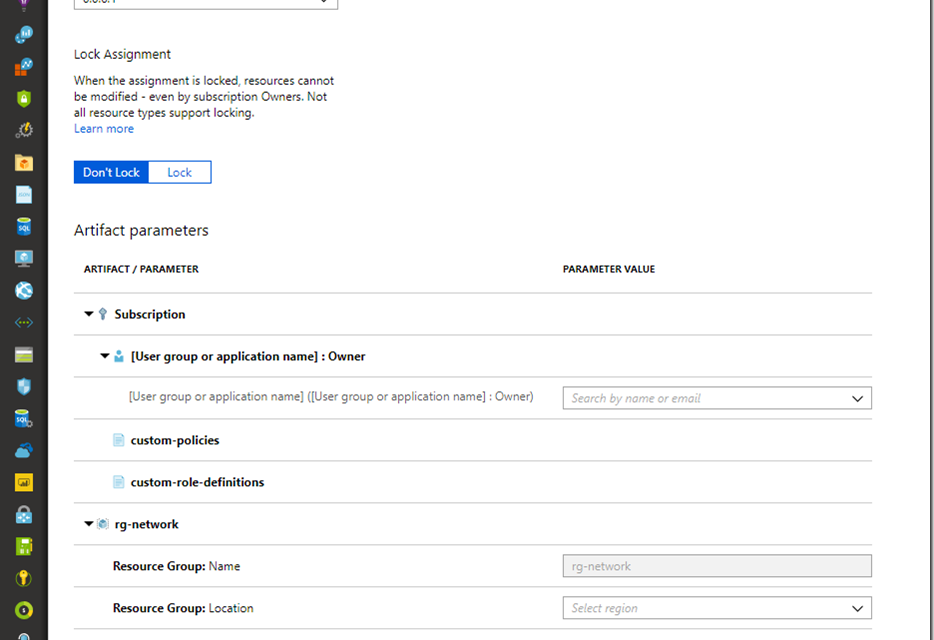 Lock Assignment
When the assignment is locked, resources cannot
be modified - even by subscription Owners. Not
all resource types support locking.
Learn more
Don't Lock Lock
Artifact parameters
ARTIFACT / PARAMETER PARAMETER VALUE
Subscription
[User group or application name] : Owner
[User group or application name] ([User group or application name] : Owner) Search by name or email
custom-policies
custom-role-definitions
rg-network
Resource Group: Name rg-network
Resource Group: Location Select region